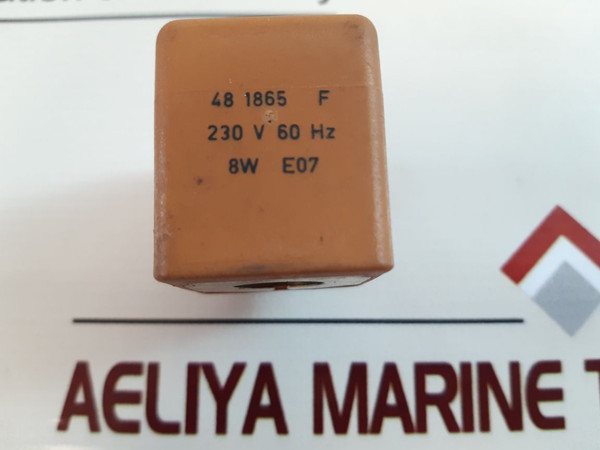 48 1865 F
230 V 60 Hz
8W E07
AELIYA MARINE T